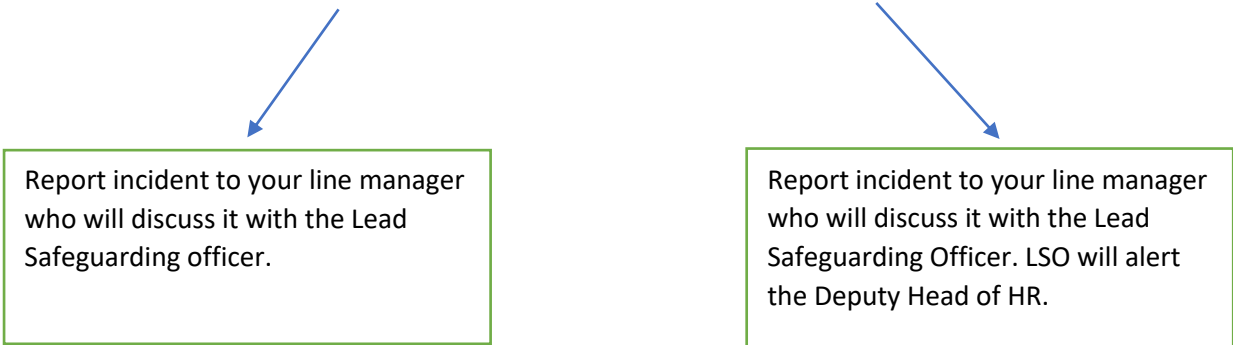 Report incident to your line manager
who will discuss it with the Lead
Safeguarding officer.
Report incident to your line manager
who will discuss it with the Lead
Safeguarding Officer. LSO will alert
the Deputy Head of HR.